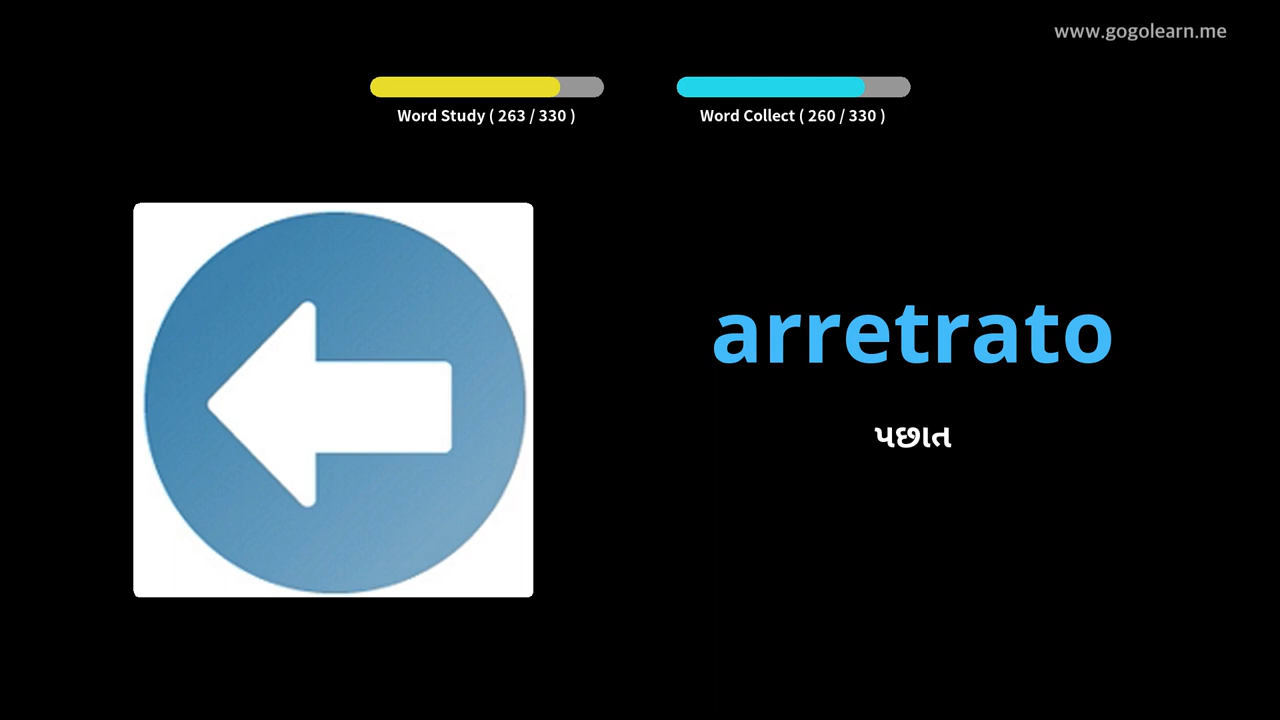 www.gogolearn.me
Word Study ( 263 / 330 )
Word Collect ( 260 / 330 )
arretrato
પછાત